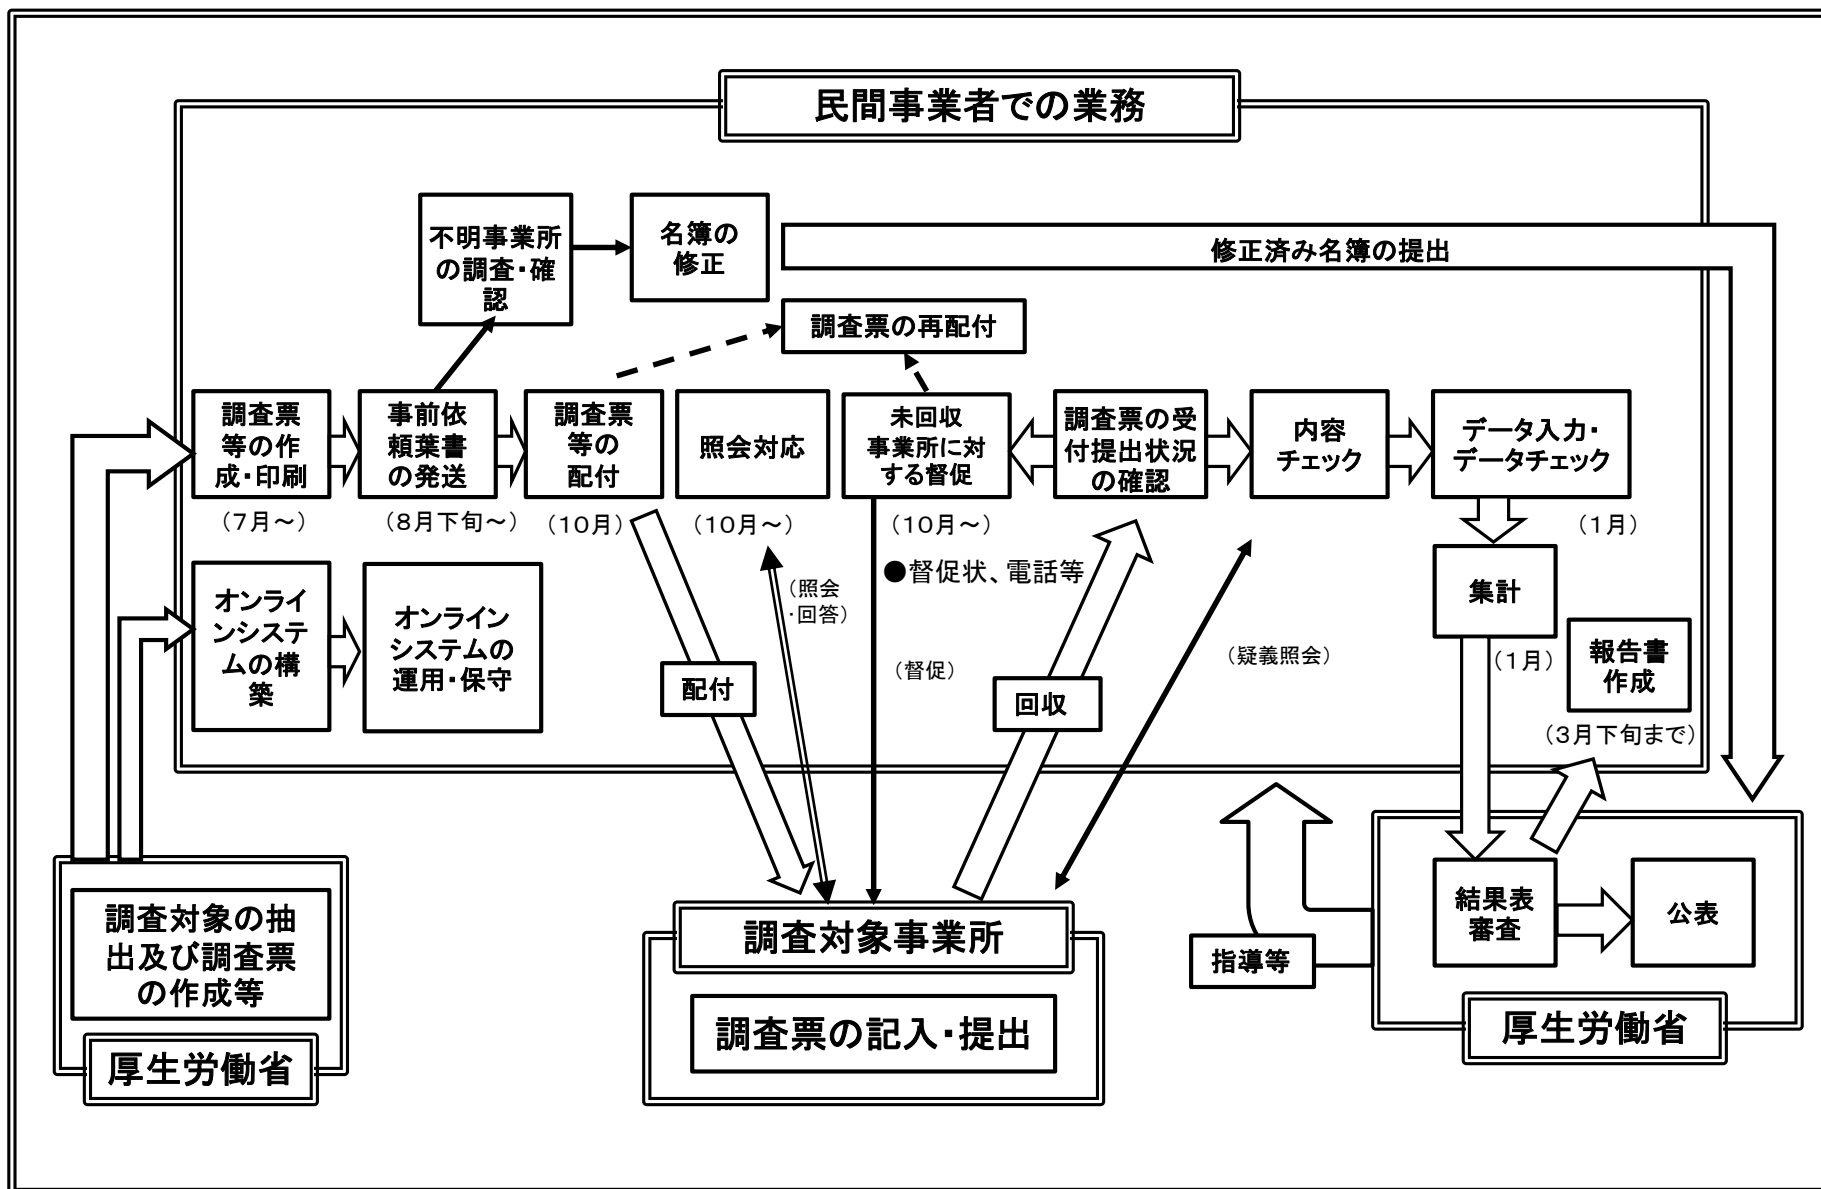 民間事業者での業務
不明事業所
の調査・確
認
名簿の
修正
修正済み名簿の提出
調査票の再配付
調査票
等の作
成・印刷
事前依
頼葉書
の発送
調査票
等の
配付
照会対応
未回収
事業所に対
する督促
調査票の受
付提出状況
の確認
内容
チェック
データ入力・
データチェック
（７月～）
（８月下旬～）
（１０月）
（１０月～）
（１０月～）
（１月）
●督促状、電話等
（照会
・回答）
オンライ
ンシステ
ムの構
築
オンライン
システムの
運用・保守
集計
（１月）
報告書
作成
（３月下旬まで）
（督促）
（疑義照会）
配付
回収
調査対象の抽
出及び調査票
の作成等
厚生労働省
調査対象事業所
調査票の記入・提出
指導等
結果表
審査
公表
厚生労働省